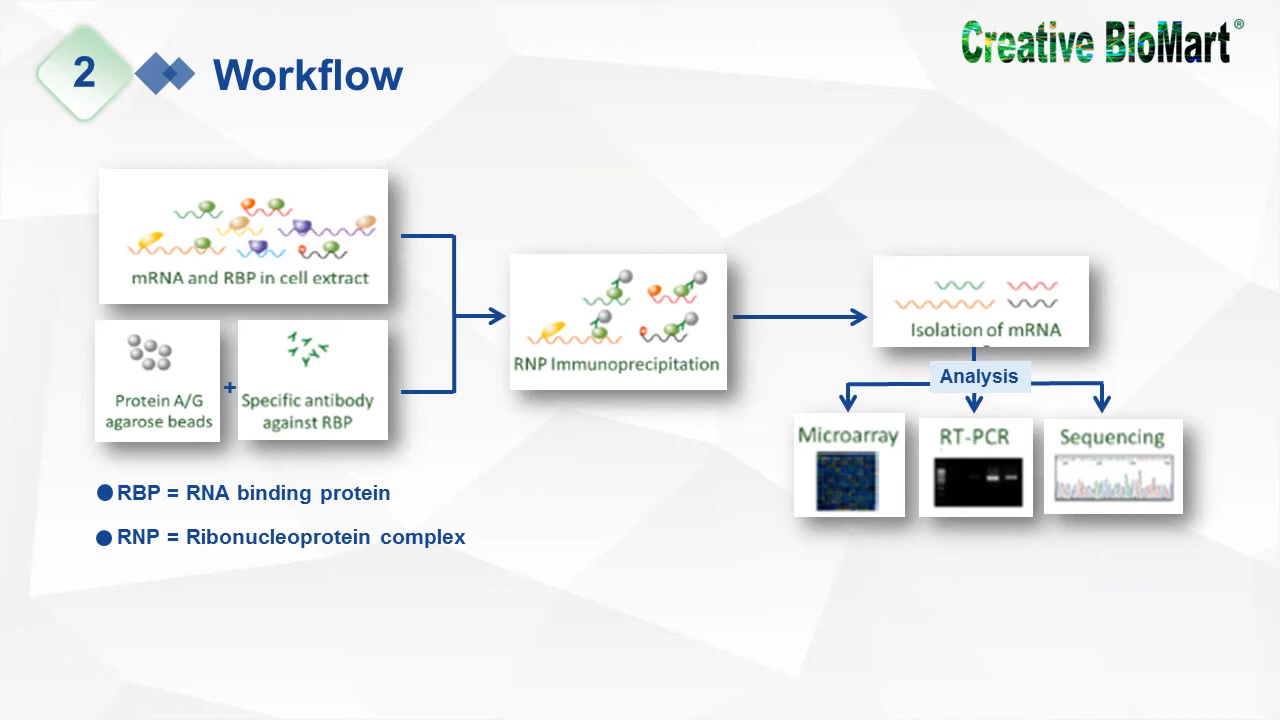 2
Workflow
Creative BioMart®
mRNA and RBP in cell extract
Protein A/G
agarose beads
+
Specific antibody
against RBP
RNP Immunoprecipitation
Isolation of mRNA
Analysis
Microarray
RT-PCR
Sequencing
RBP = RNA binding protein
RNP = Ribonucleoprotein complex